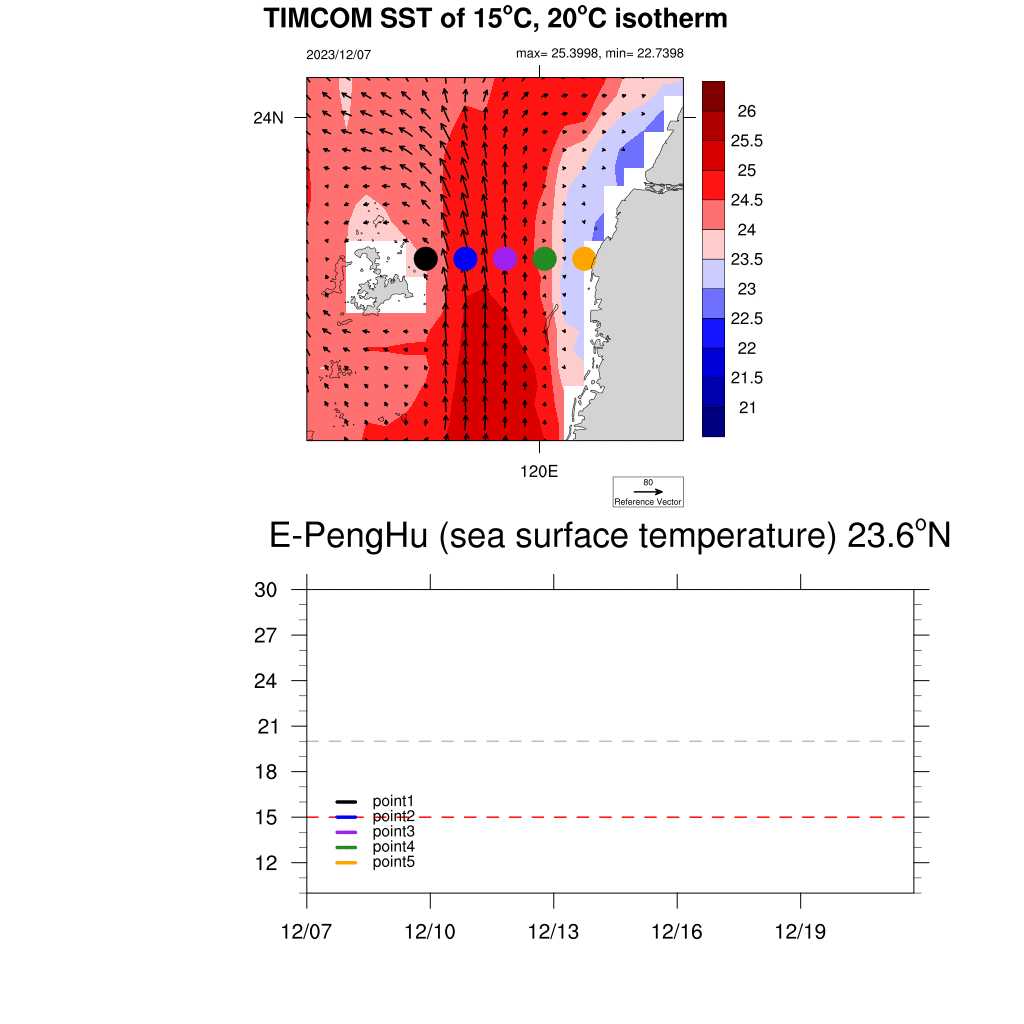 TIMCOM SST of 15°C, 20°C isotherm
2023/12/07
max= 25.3998, min= 22.7398
24N
120E
26
25.5
25
24.5
24
23.5
23
22.5
22
21.5
21
80
Reference Vector
E-PengHu (sea surface temperature) 23.6°N
30
27
24
21
18
15
12
point1
point2
point3
point4
point5
12/07
12/10
12/13
12/16
12/19